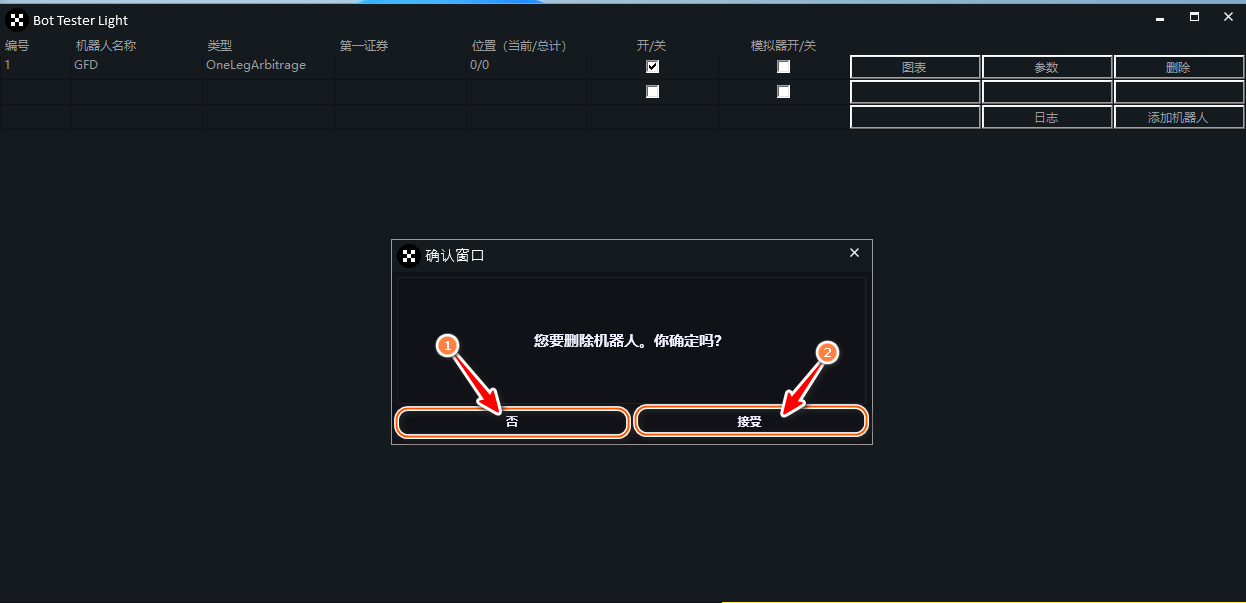 Bot Tester Light
编号 机器人名称 类型 第一证券 位置（当前/总计） 开/关 模拟器开/关
1 GFD OneLegArbitrage 0/0 图表 参数 删除
日志 添加机器人
确认窗口
您要删除机器人。你确定吗?
1 2
否 接受